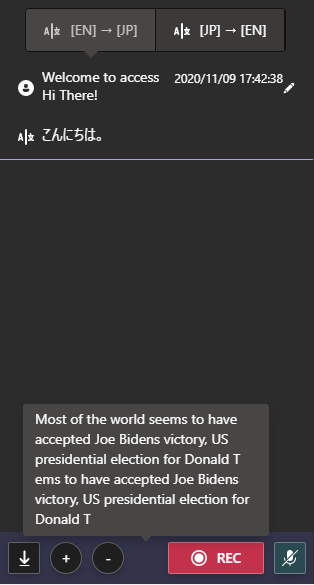 [EN] → [JP] [JP] → [EN]
Welcome to access 2020/11/09 17:42:38
Hi There!
こんにちは。
Most of the world seems to have
accepted Joe Bidens victory, US
presidential election for Donald T
ems to have accepted Joe Bidens
victory, US presidential election for
Donald T
+ - REC